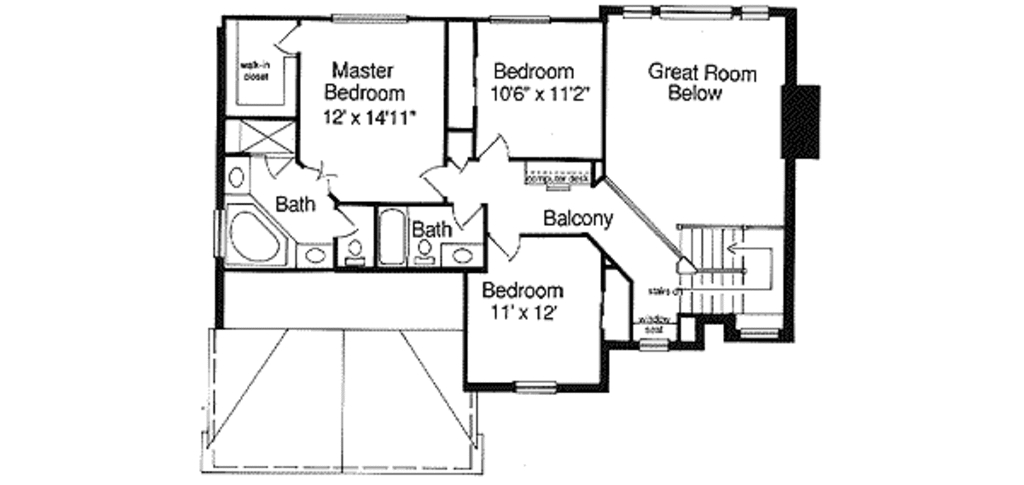 walk-in
closet
Master
Bedroom
12' x 14'11"
Bedroom
10'6" x 11'2"
Great Room
Below
computer desk
Bath
Bath
Balcony
Bedroom
11' x 12'
stairs dn
window
seat